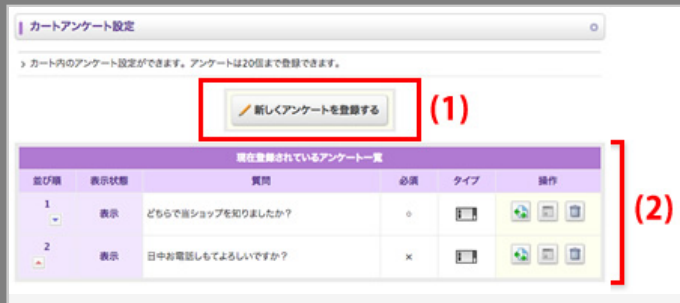 カートアンケート設定
› カート内のアンケート設定ができます。アンケートは20個まで登録できます。
新しくアンケートを登録する
(1)
現在登録されているアンケート一覧
並び順 表示状態 質問 必須 タイプ 操作
1 表示 どちらで当ショップを知りましたか? ○
2 表示 日中お電話しもてよろしいですか? ×
(2)